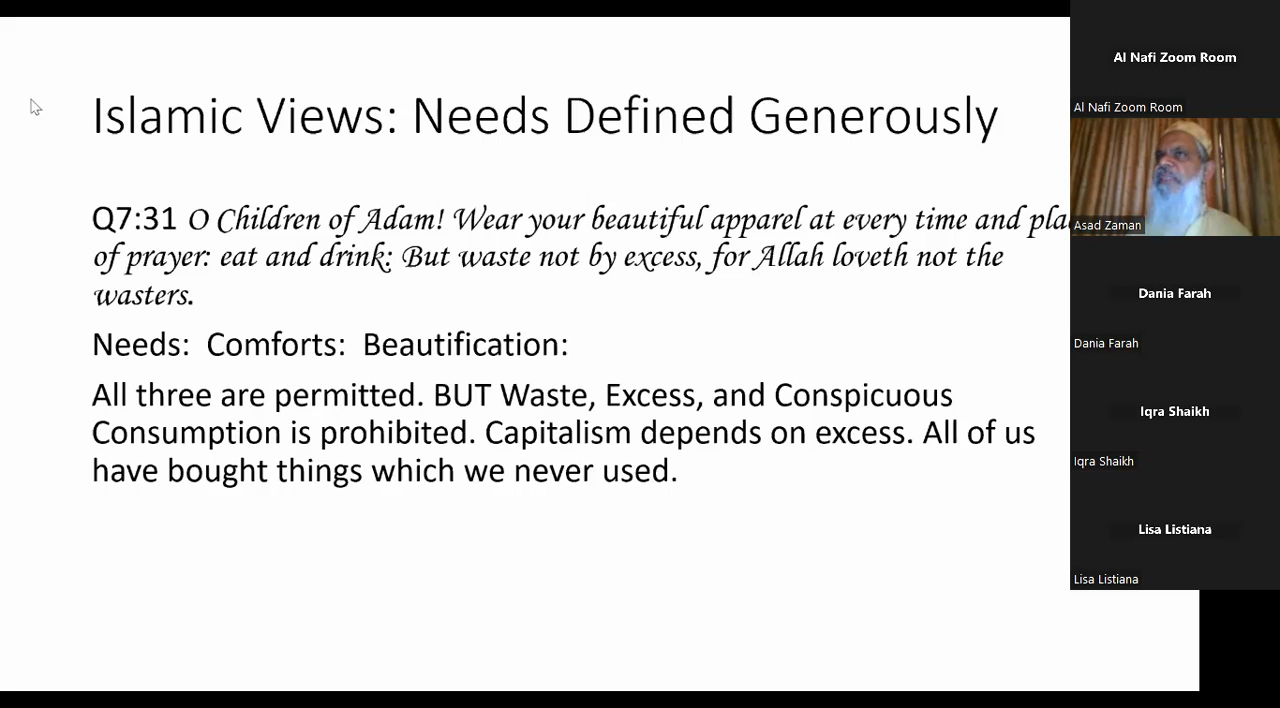 Islamic Views: Needs Defined Generously
Q7:31 O Children of Adam! Wear your beautiful apparel at every time and
of prayer: eat and drink: But waste not by excess, for Allah loveth not the
wasters.
Needs: Comforts: Beautification:
All three are permitted. BUT Waste, Excess, and Conspicuous
Consumption is prohibited. Capitalism depends on excess. All of us
have bought things which we never used.
Al Nafi Zoom Room
Al Nafi Zoom Room
Asad Zaman
Dania Farah
Dania Farah
Iqra Shaikh
Iqra Shaikh
Lisa Listiana
Lisa Listiana